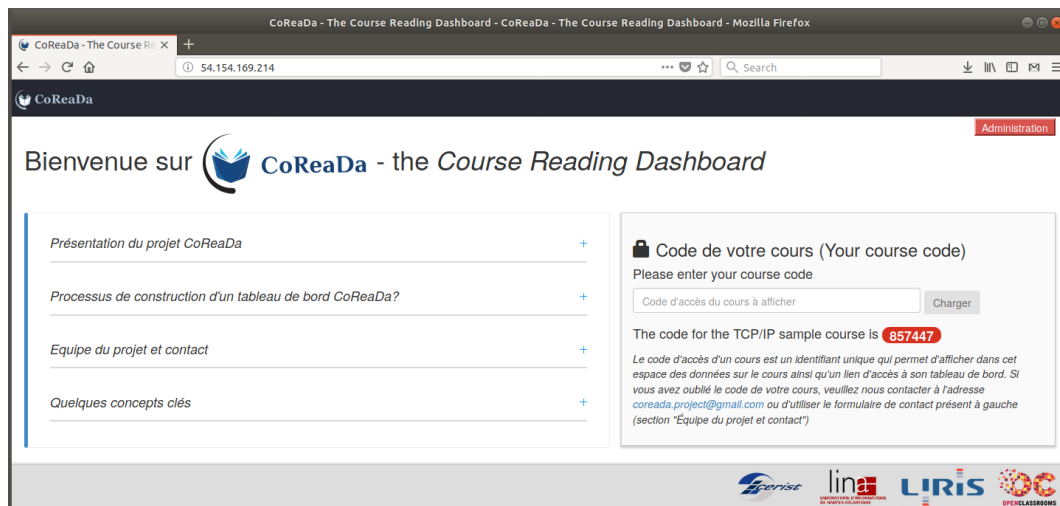 CoReaDa - The Course Reading Dashboard - CoReaDa - The Course Reading Dashboard - Mozilla Firefox
CoReaDa - The Course Re
54.154.169.214
Search
CoReaDa
Administration
Bienvenue sur CoReaDa - the Course Reading Dashboard
Présentation du projet CoReaDa
Processus de construction d'un tableau de bord CoReaDa?
Equipe du projet et contact
Quelques concepts clés
Code de votre cours (Your course code)
Please enter your course code
Code d'accès du cours à afficher
Charger
The code for the TCP/IP sample course is 857447
Le code d'accès d'un cours est un identifiant unique qui permet d'afficher dans cet
espace des données sur le cours ainsi qu'un lien d'accès à son tableau de bord. Si
vous avez oublié le code de votre cours, veuillez nous contacter à l'adresse
coreada.project@gmail.com ou d'utiliser le formulaire de contact présent à gauche
(section "Équipe du projet et contact")
cerist
lina
LABORATOIRE D'INFORMATIQUE
DE NANTES ATLANTIQUE
LIRIS
OC
OPENCLASSROOMS